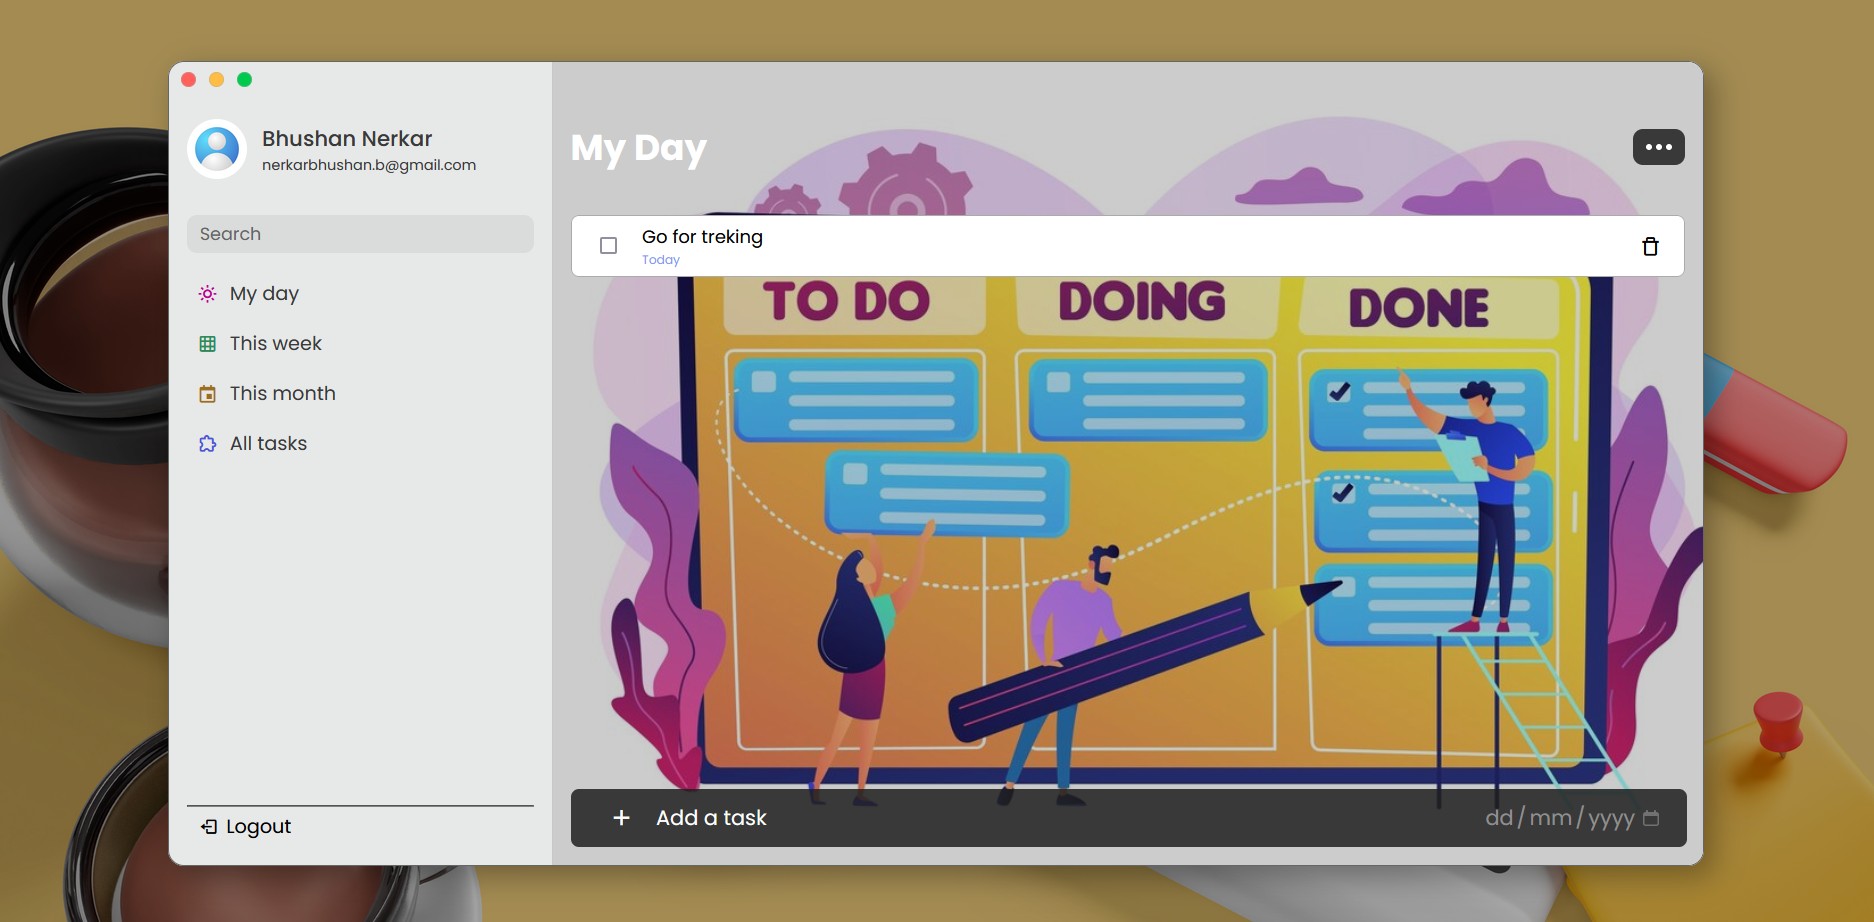 Bhushan Nerkar
nerkarbhushan.b@gmail.com
Search
My day
This week
This month
All tasks
Logout
My Day
Go for treking
Today
TO DO
DOING
DONE
Add a task
dd/mm/yyyy